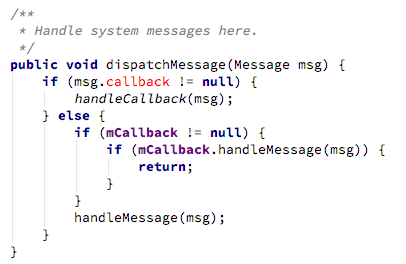 /**
 * Handle system messages here.
 */
public void dispatchMessage(Message msg) {
    if (msg.callback != null) {
        handleCallback(msg);
    } else {
        if (mCallback != null) {
            if (mCallback.handleMessage(msg)) {
                return;
            }
        }
        handleMessage(msg);
    }
}